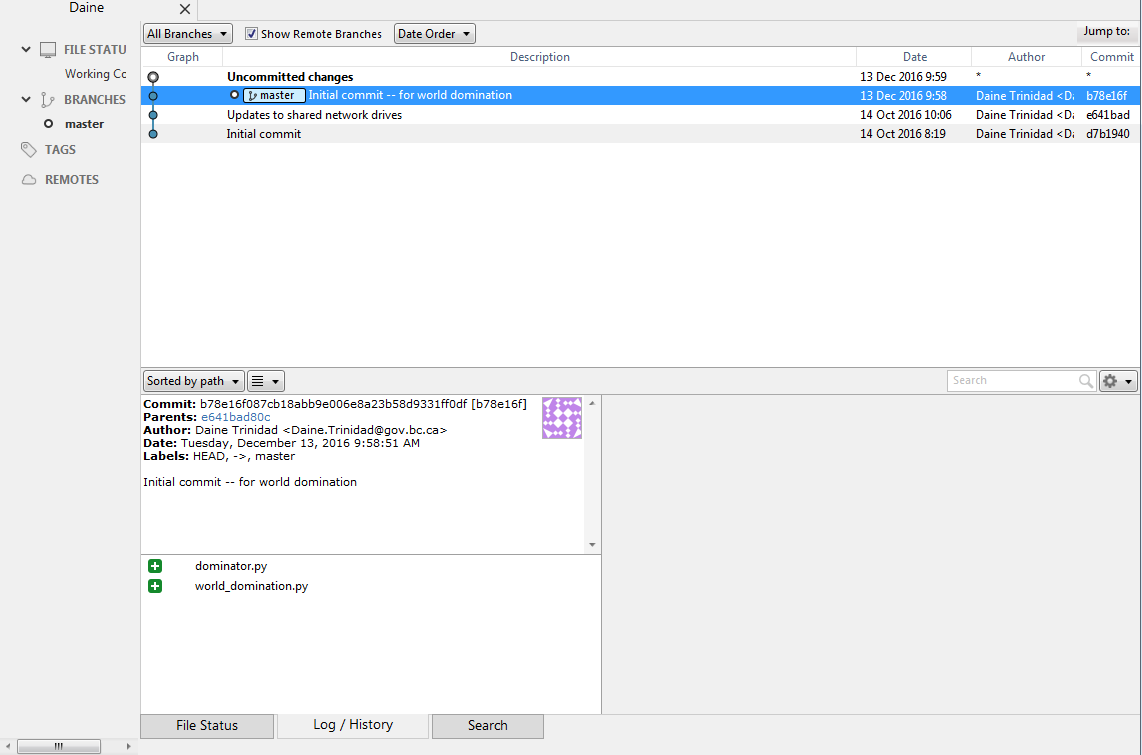 Daine
FILE STATU
Working Cc
BRANCHES
master
TAGS
REMOTES
All Branches Show Remote Branches Date Order Jump to:
Graph Description Date Author Commit
Uncommitted changes 13 Dec 2016 9:59 * *
master Initial commit -- for world domination 13 Dec 2016 9:58 Daine Trinidad <Da b78e16f
Updates to shared network drives 14 Oct 2016 10:06 Daine Trinidad <Da e641bad
Initial commit 14 Oct 2016 8:19 Daine Trinidad <Da d7b1940
Sorted by path Search
Commit: b78e16f087cb18abb9e006e8a23b58d9331ff0df [b78e16f]
Parents: e641bad80c
Author: Daine Trinidad <Daine.Trinidad@gov.bc.ca>
Date: Tuesday, December 13, 2016 9:58:51 AM
Labels: HEAD, ->, master
Initial commit -- for world domination
dominator.py
world_domination.py
File Status Log / History Search